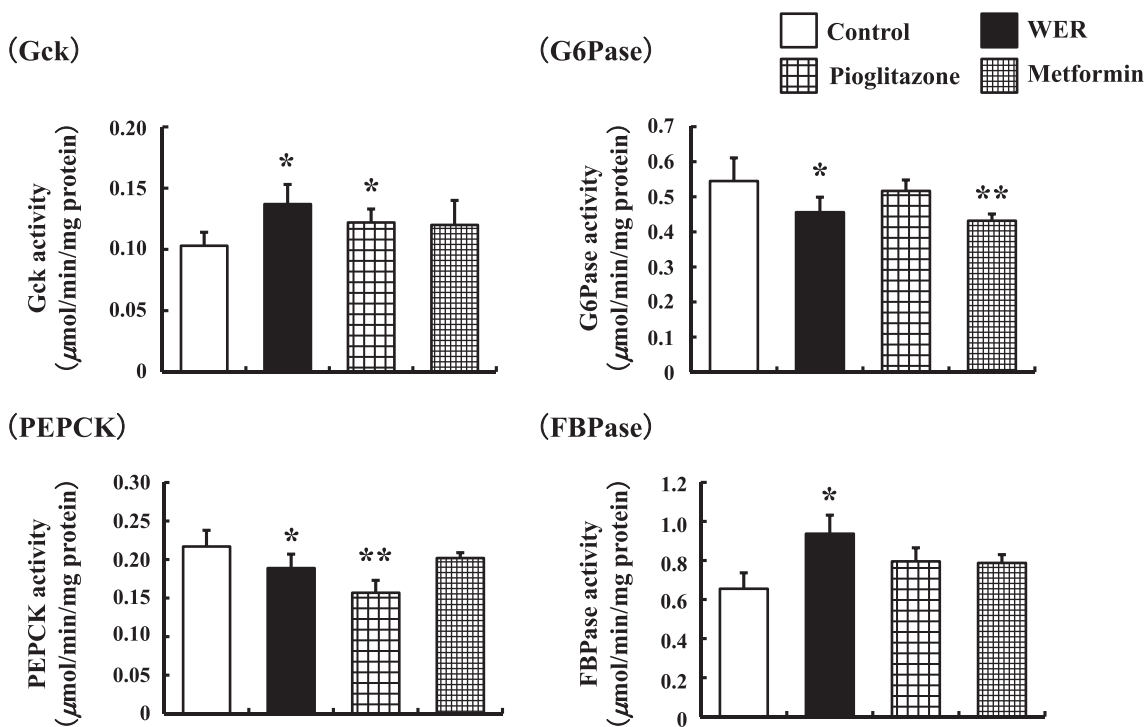 Control
WER
Pioglitazone
Metformin
(Gck)
Gck activity
(μmol/min/mg protein)
0.20
0.15
0.10
0.05
0
*
*
(G6Pase)
G6Pase activity
(μmol/min/mg protein)
0.7
0.6
0.5
0.4
0.3
0.2
0.1
0
*
**
(PEPCK)
PEPCK activity
(μmol/min/mg protein)
0.30
0.25
0.20
0.15
0.10
0.05
0
*
**
(FBPase)
FBPase activity
(μmol/min/mg protein)
1.2
1.0
0.8
0.6
0.4
0.2
0
*